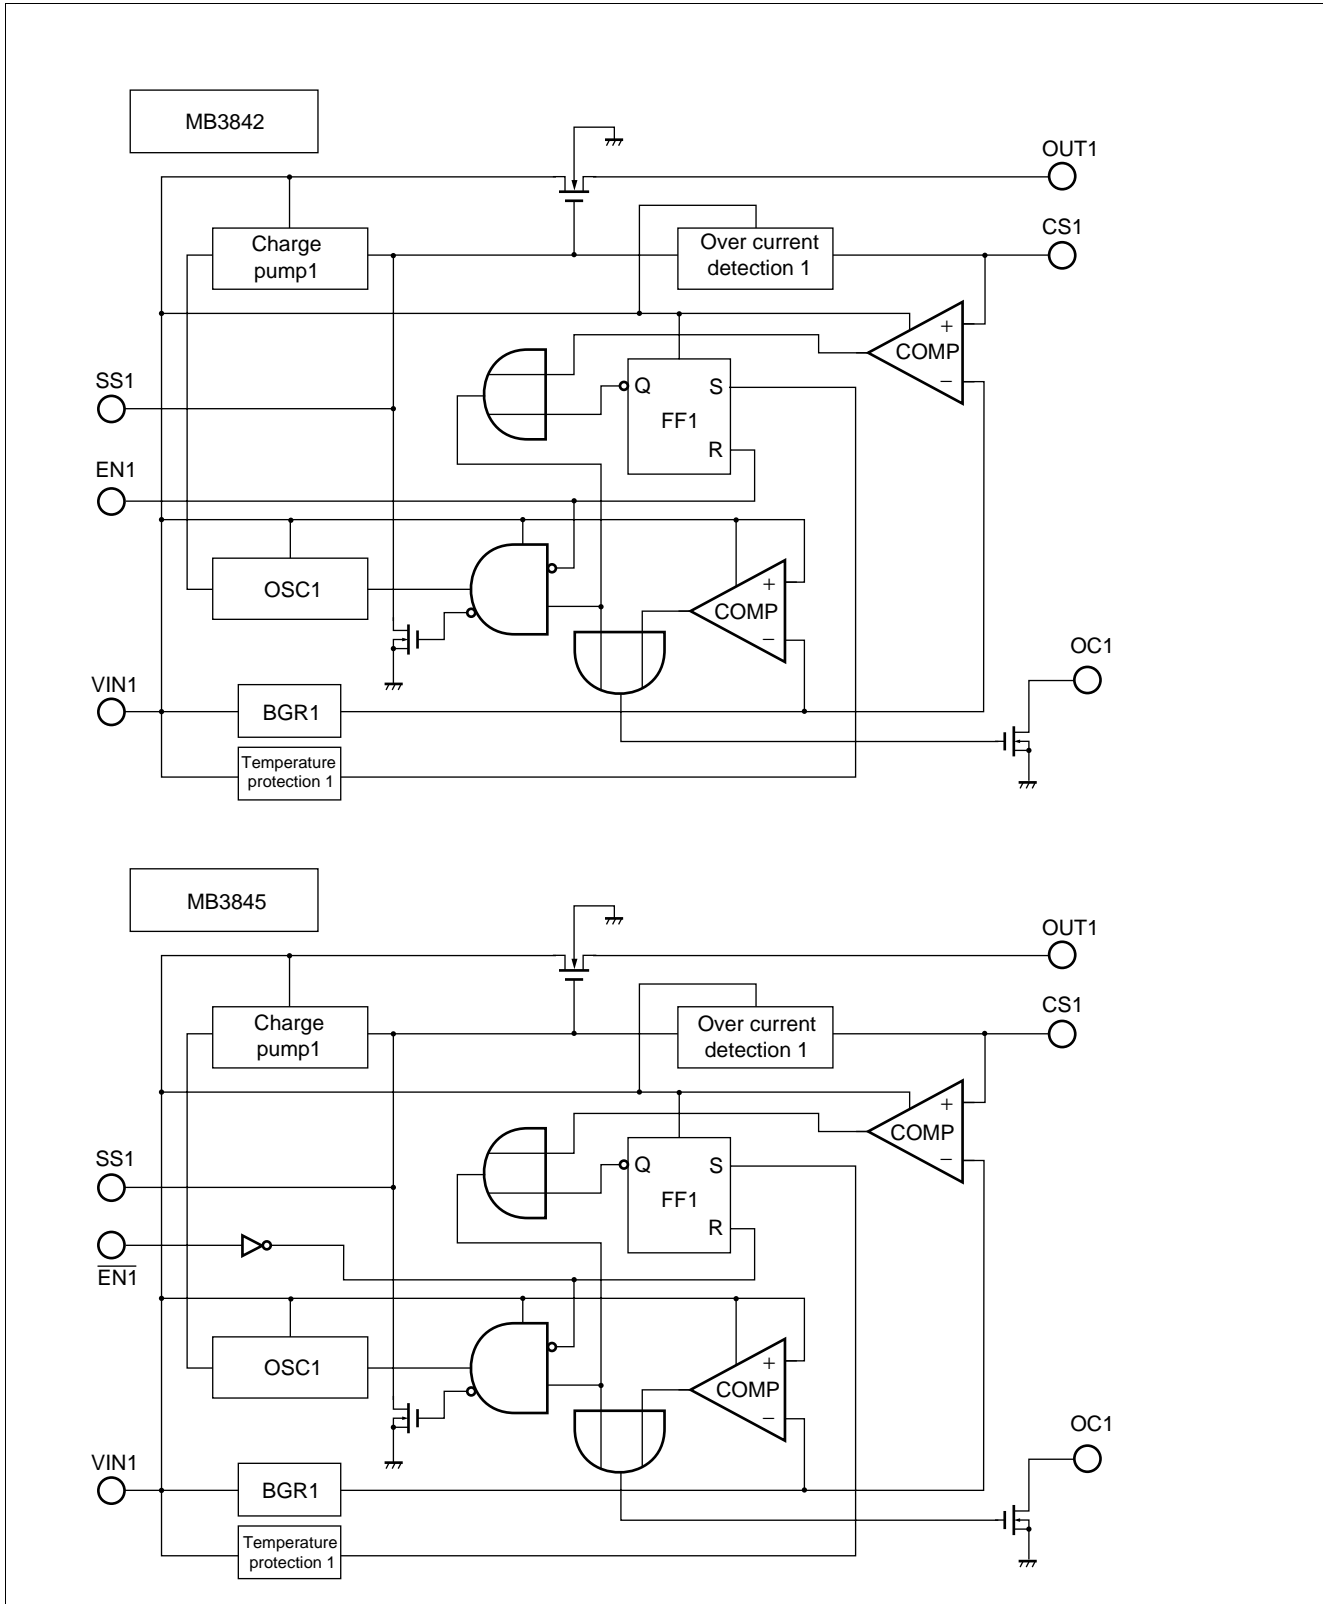 MB3842
OUT1
Charge
pump1
Over current
detection 1
CS1
+
COMP
−
SS1
Q
S
FF1
R
EN1
OSC1
+
COMP
−
OC1
VIN1
BGR1
Temperature
protection 1
MB3845
OUT1
Charge
pump1
Over current
detection 1
CS1
+
COMP
−
SS1
Q
S
FF1
R
EN1
OSC1
+
COMP
−
OC1
VIN1
BGR1
Temperature
protection 1